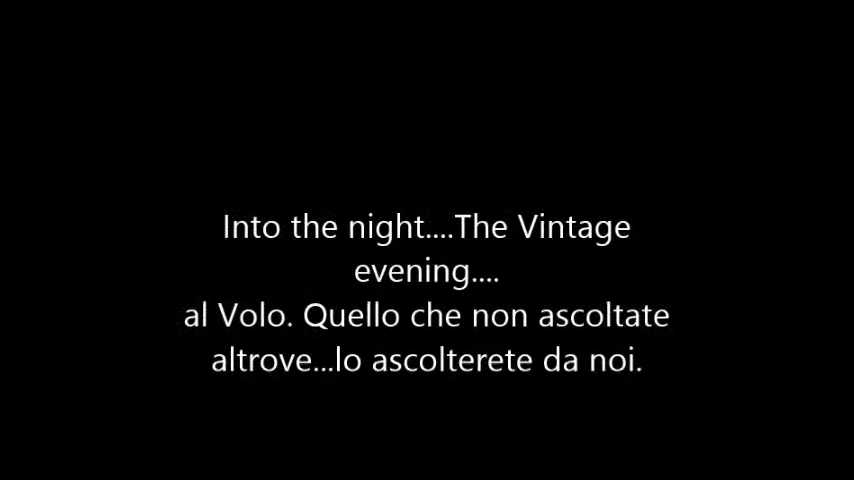 Into the night....The Vintage
evening....
al Volo. Quello che non ascoltate
altrove...lo ascolterete da noi.